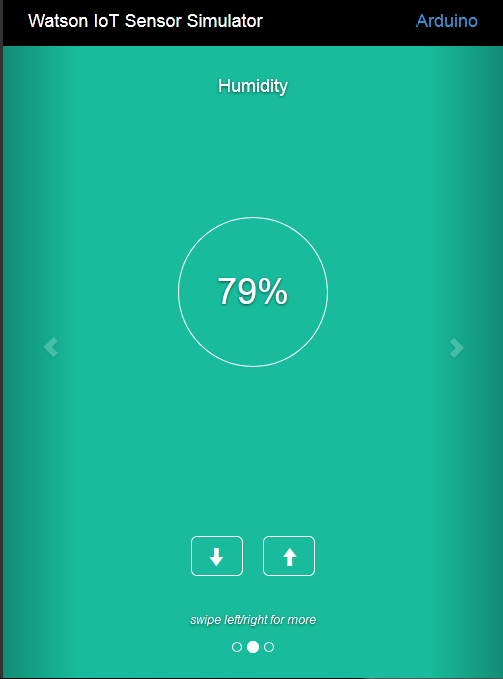 Watson IoT Sensor Simulator
Arduino
Humidity
79%
swipe left/right for more